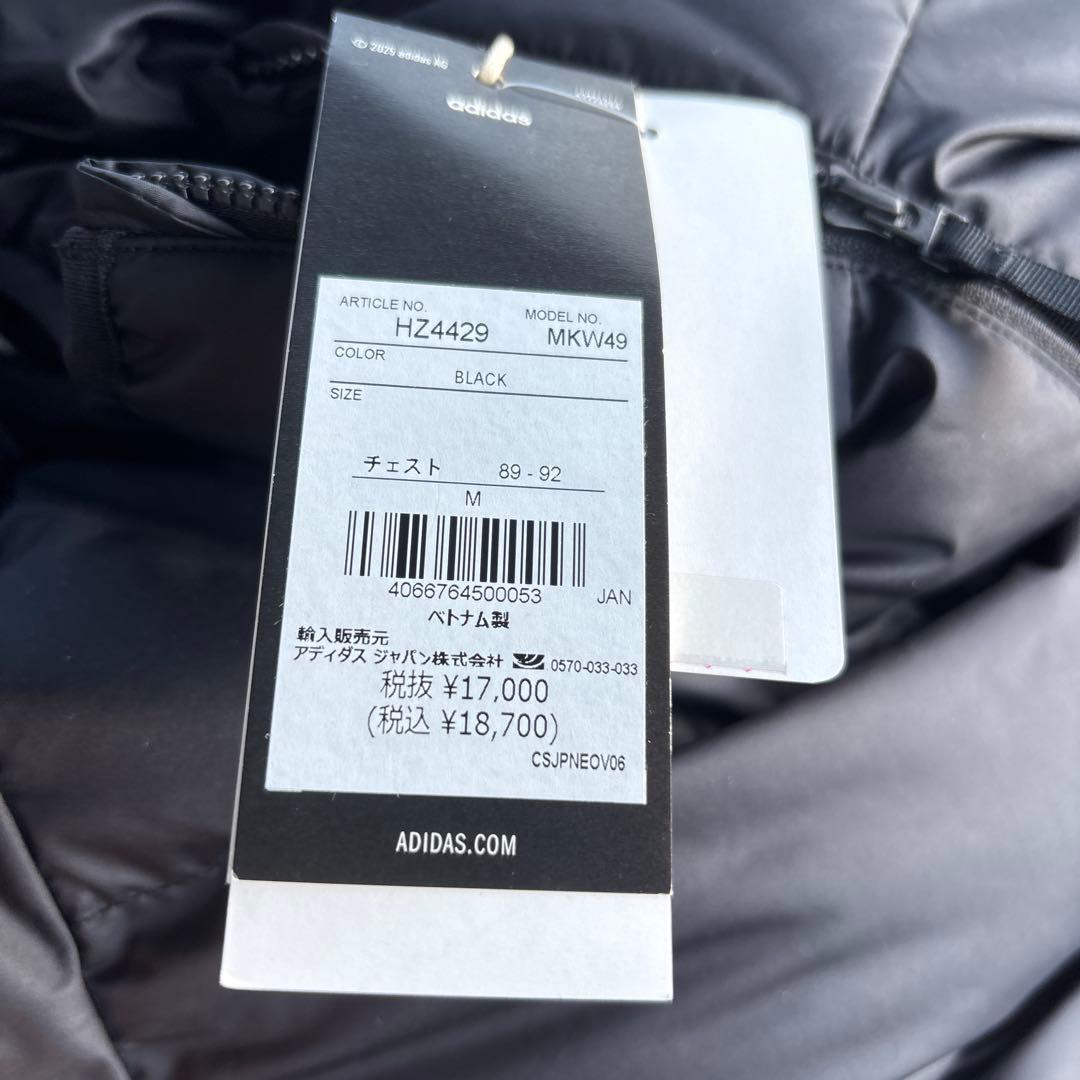 © 2025 adidas AG
adidas
ARTICLE NO. MODEL NO.
HZ4429 MKW49
COLOR
BLACK
SIZE
チェスト 89 - 92
M
4066764500053 JAN
ベトナム製
輸入販売元
アディダス ジャパン株式会社 0570-033-033
税抜 ¥17,000
(税込 ¥18,700)
CSJPNEOV06
ADIDAS.COM